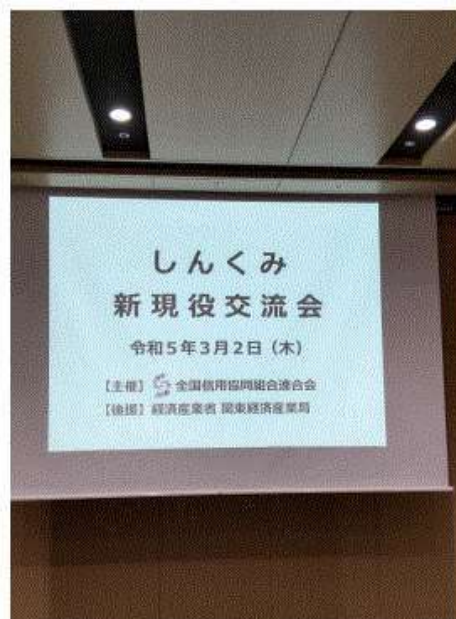 しんくみ
新現役交流会
令和5年3月2日（木）
【主催】 全国信用協同組合連合会
【後援】 経済産業省 関東経済産業局